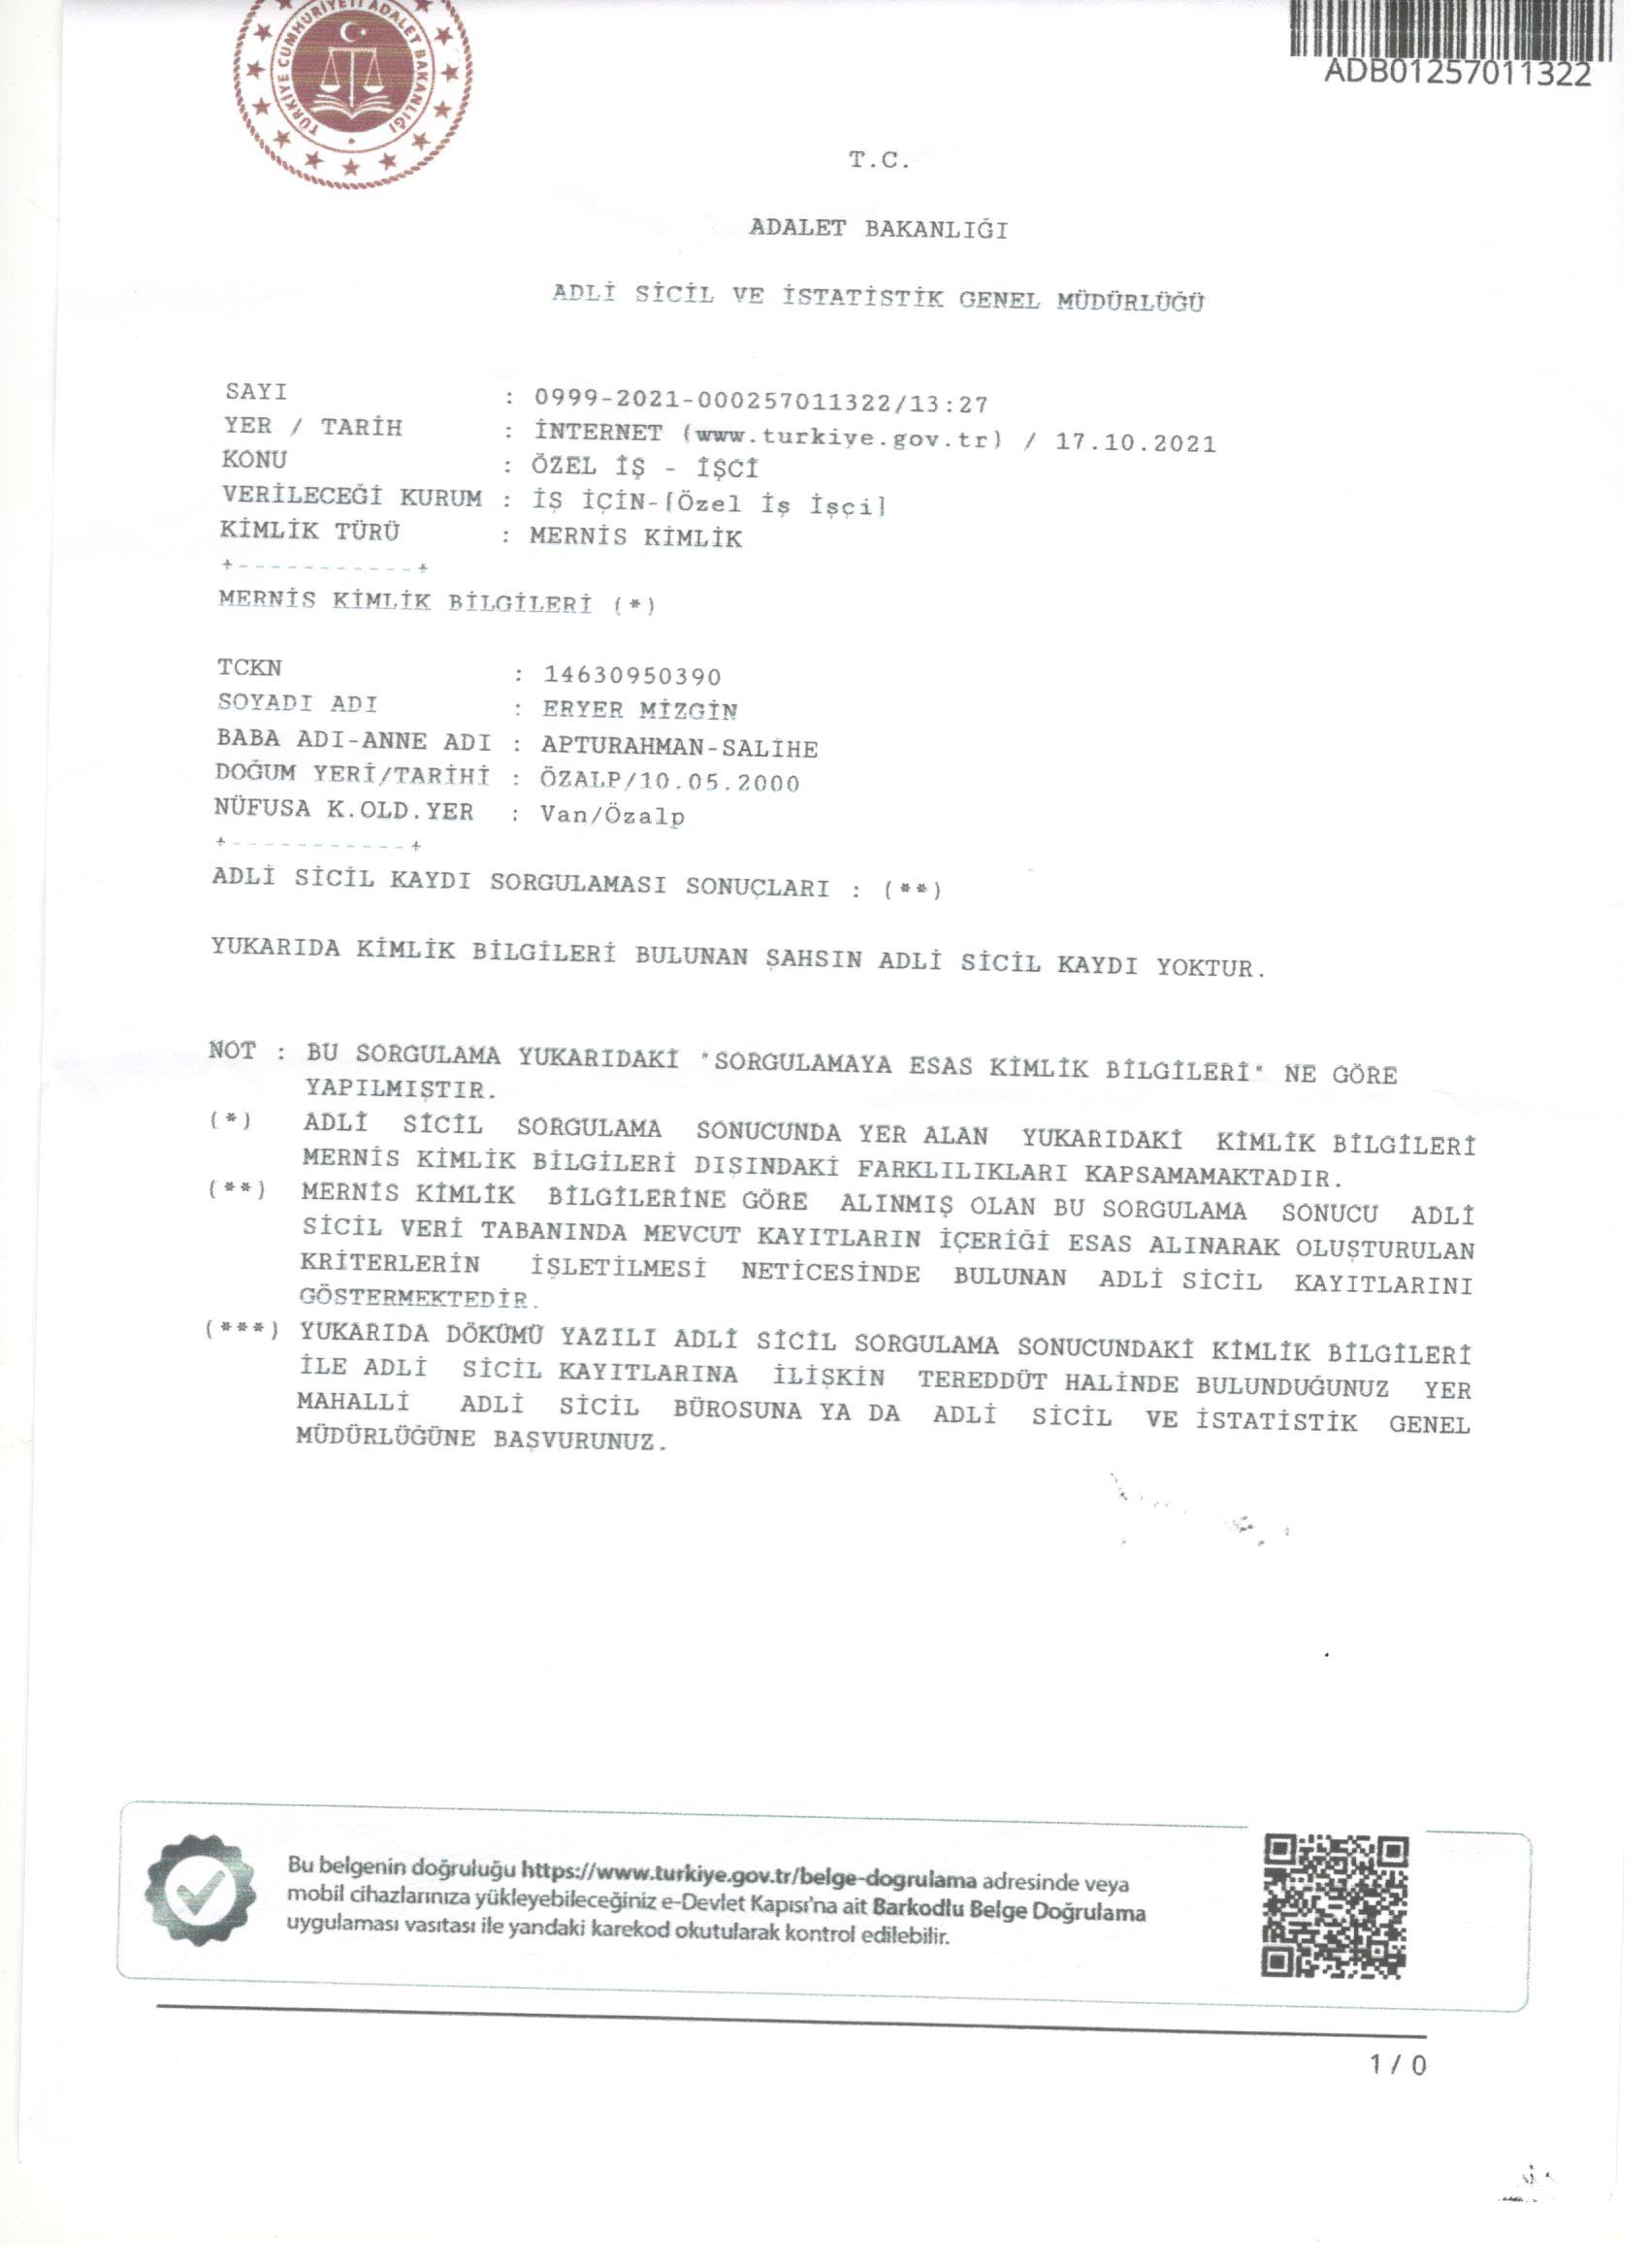 TÜRKİYE CUMHURİYETİ ADALET BAKANLIĞI
ADB01257011322
T.C.
ADALET BAKANLIĞI
ADLİ SİCİL VE İSTATİSTİK GENEL MÜDÜRLÜĞÜ
SAYI : 0999-2021-000257011322/13:27
YER / TARİH : İNTERNET (www.turkiye.gov.tr) / 17.10.2021
KONU : ÖZEL İŞ - İŞCİ
VERİLECEĞİ KURUM : İŞ İÇİN-[Özel İş İşçi]
KİMLİK TÜRÜ : MERNİS KİMLİK
+-----------+
MERNİS KİMLİK BİLGİLERİ (*)
TCKN : 14630950390
SOYADI ADI : ERYER MİZGİN
BABA ADI-ANNE ADI : APTURAHMAN-SALİHE
DOĞUM YERİ/TARİHİ : ÖZALP/10.05.2000
NÜFUSA K.OLD.YER : Van/Özalp
+-----------+
ADLİ SİCİL KAYDI SORGULAMASI SONUÇLARI : (**)
YUKARIDA KİMLİK BİLGİLERİ BULUNAN ŞAHSIN ADLİ SİCİL KAYDI YOKTUR.
NOT : BU SORGULAMA YUKARIDAKİ "SORGULAMAYA ESAS KİMLİK BİLGİLERİ" NE GÖRE
YAPILMIŞTIR.
(*) ADLİ SİCİL SORGULAMA SONUCUNDA YER ALAN YUKARIDAKİ KİMLİK BİLGİLERİ
MERNİS KİMLİK BİLGİLERİ DIŞINDAKİ FARKLILIKLARI KAPSAMAMAKTADIR.
(**) MERNİS KİMLİK BİLGİLERİNE GÖRE ALINMIŞ OLAN BU SORGULAMA SONUCU ADLİ
SİCİL VERİ TABANINDA MEVCUT KAYITLARIN İÇERİĞİ ESAS ALINARAK OLUŞTURULAN
KRİTERLERİN İŞLETİLMESİ NETİCESİNDE BULUNAN ADLİ SİCİL KAYITLARINI
GÖSTERMEKTEDİR.
(***) YUKARIDA DÖKÜMÜ YAZILI ADLİ SİCİL SORGULAMA SONUCUNDAKİ KİMLİK BİLGİLERİ
İLE ADLİ SİCİL KAYITLARINA İLİŞKİN TEREDDÜT HALİNDE BULUNDUĞUNUZ YER
MAHALLİ ADLİ SİCİL BÜROSUNA YA DA ADLİ SİCİL VE İSTATİSTİK GENEL
MÜDÜRLÜĞÜNE BAŞVURUNUZ.
Bu belgenin doğruluğu https://www.turkiye.gov.tr/belge-dogrulama adresinde veya
mobil cihazlarınıza yükleyebileceğiniz e-Devlet Kapısı'na ait Barkodlu Belge Doğrulama
uygulaması vasıtası ile yandaki karekod okutularak kontrol edilebilir.
1 / 0